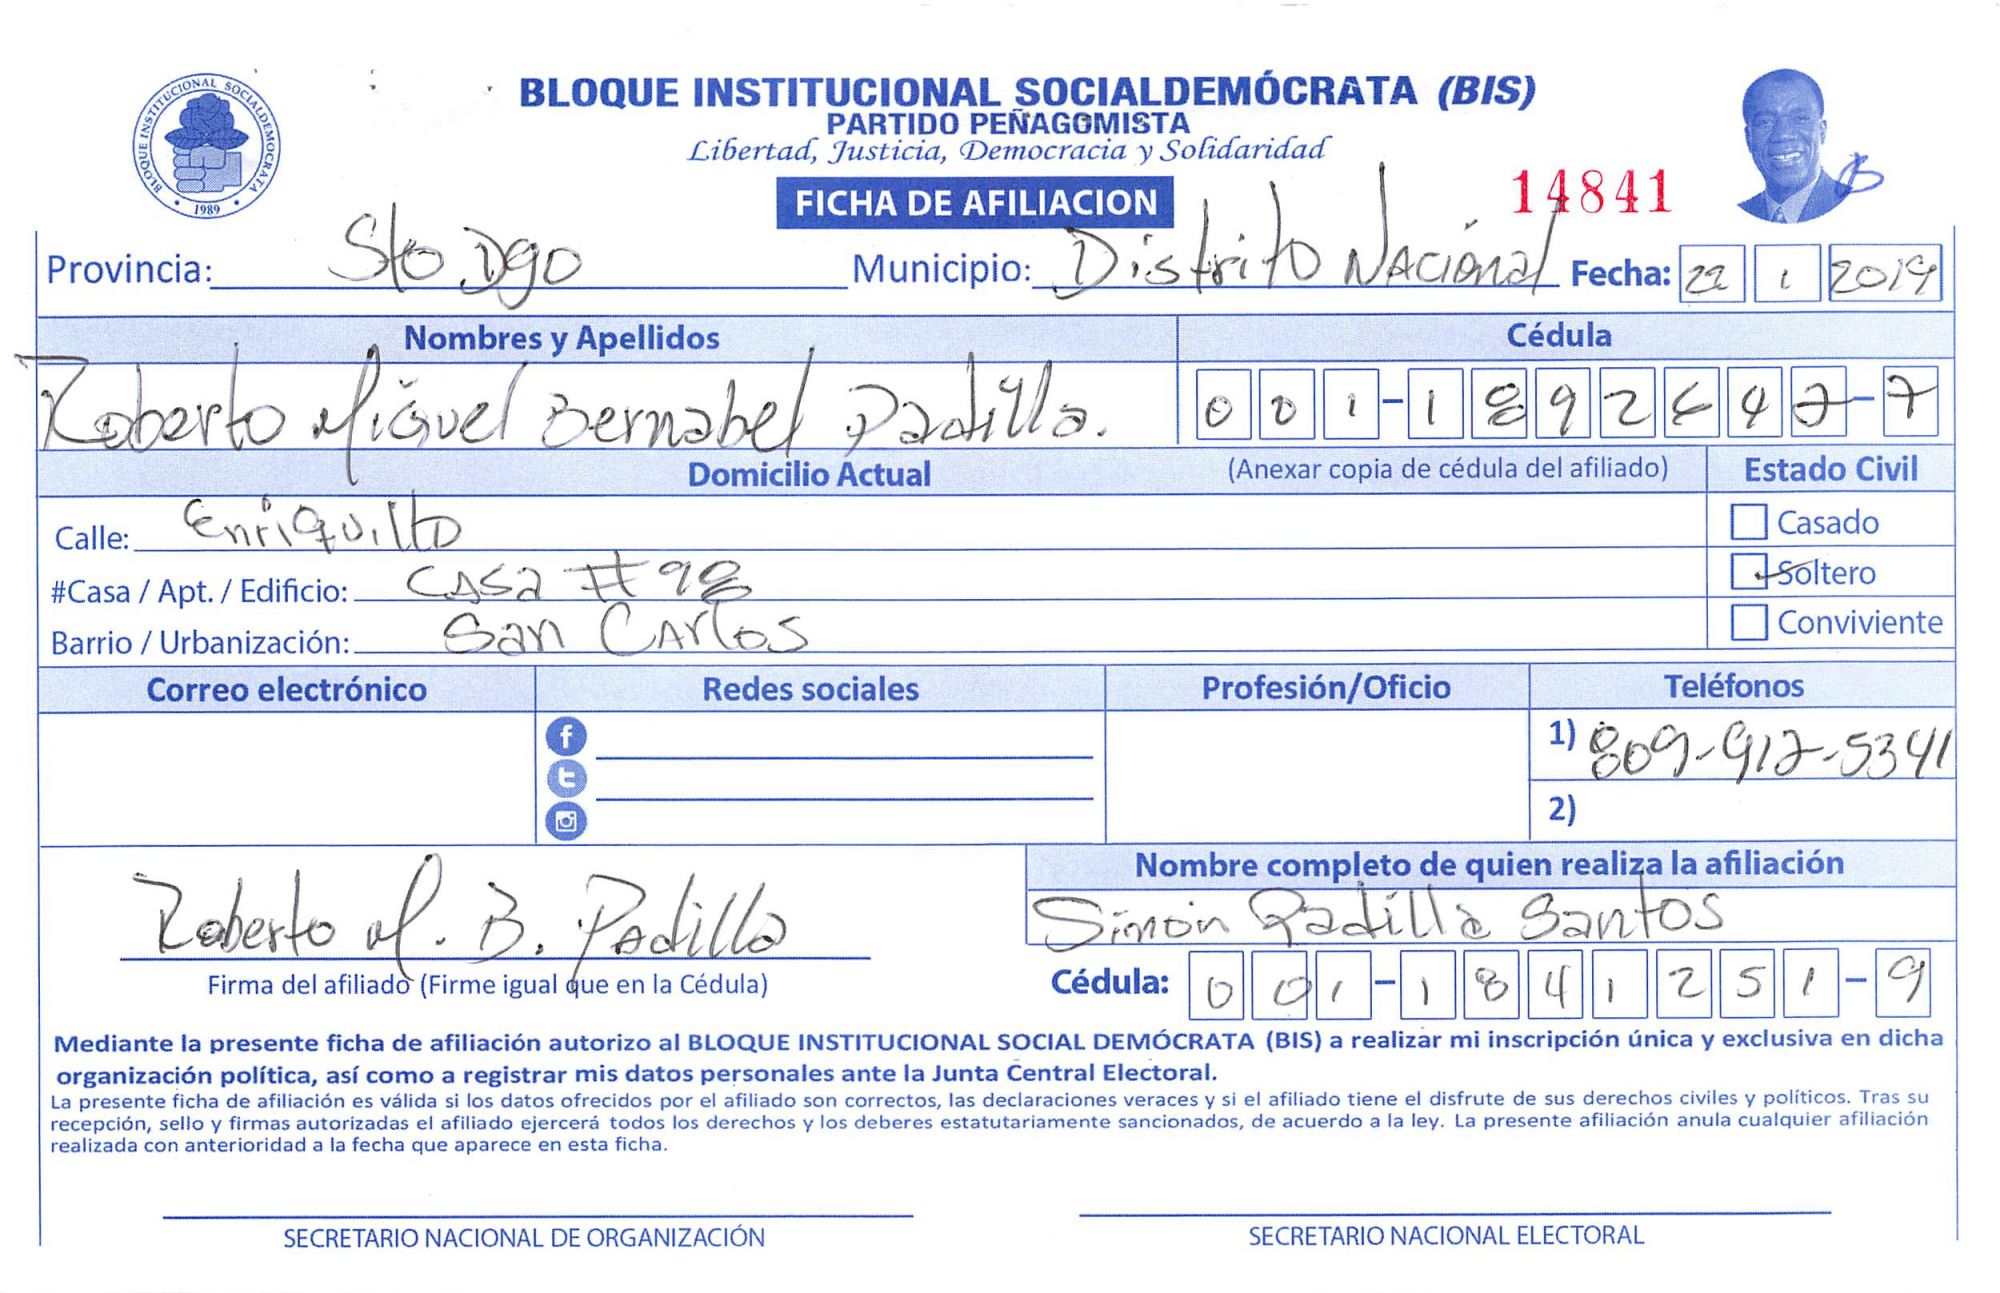 BLOQUE INSTITUCIONAL SOCIALDEMÓCRATA (BIS)
PARTIDO PEÑAGOMISTA
Libertad, Justicia, Democracia y Solidaridad
BLOQUE INSTITUCIONAL SOCIALDEMOCRATA
1989
FICHA DE AFILIACION
14841
Provincia: Sto Dgo Municipio: Distrito Nacional Fecha: 22 1 2019
Nombres y Apellidos Cédula
Roberto Miguel Bernabel Padilla. 001-1892642-7
Domicilio Actual (Anexar copia de cédula del afiliado) Estado Civil
Calle: Enriquillo Casado
#Casa / Apt. / Edificio: Casa #98 Soltero
Barrio / Urbanización: San Carlos Conviviente
Correo electrónico Redes sociales Profesión/Oficio Teléfonos
1) 809-912-5341
2)
Nombre completo de quien realiza la afiliación
Roberto M. B. Padilla Simón Padilla Santos
Firma del afiliado (Firme igual que en la Cédula) Cédula: 001-1841251-9
Mediante la presente ficha de afiliación autorizo al BLOQUE INSTITUCIONAL SOCIAL DEMÓCRATA (BIS) a realizar mi inscripción única y exclusiva en dicha
organización política, así como a registrar mis datos personales ante la Junta Central Electoral.
La presente ficha de afiliación es válida si los datos ofrecidos por el afiliado son correctos, las declaraciones veraces y si el afiliado tiene el disfrute de sus derechos civiles y políticos. Tras su
recepción, sello y firmas autorizadas el afiliado ejercerá todos los derechos y los deberes estatutariamente sancionados, de acuerdo a la ley. La presente afiliación anula cualquier afiliación
realizada con anterioridad a la fecha que aparece en esta ficha.
SECRETARIO NACIONAL DE ORGANIZACIÓN SECRETARIO NACIONAL ELECTORAL